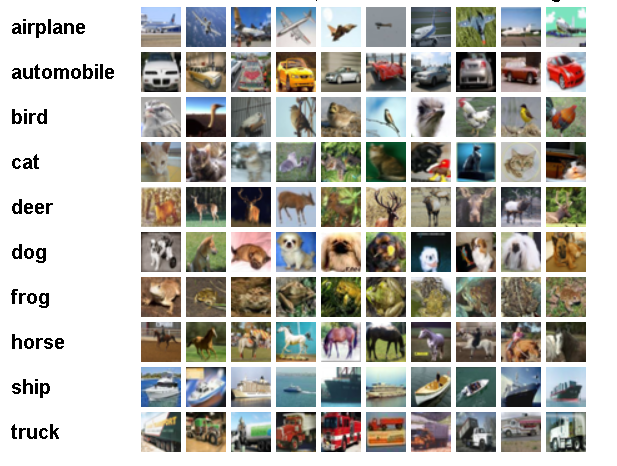 airplane
automobile
bird
cat
deer
dog
frog
horse
ship
truck